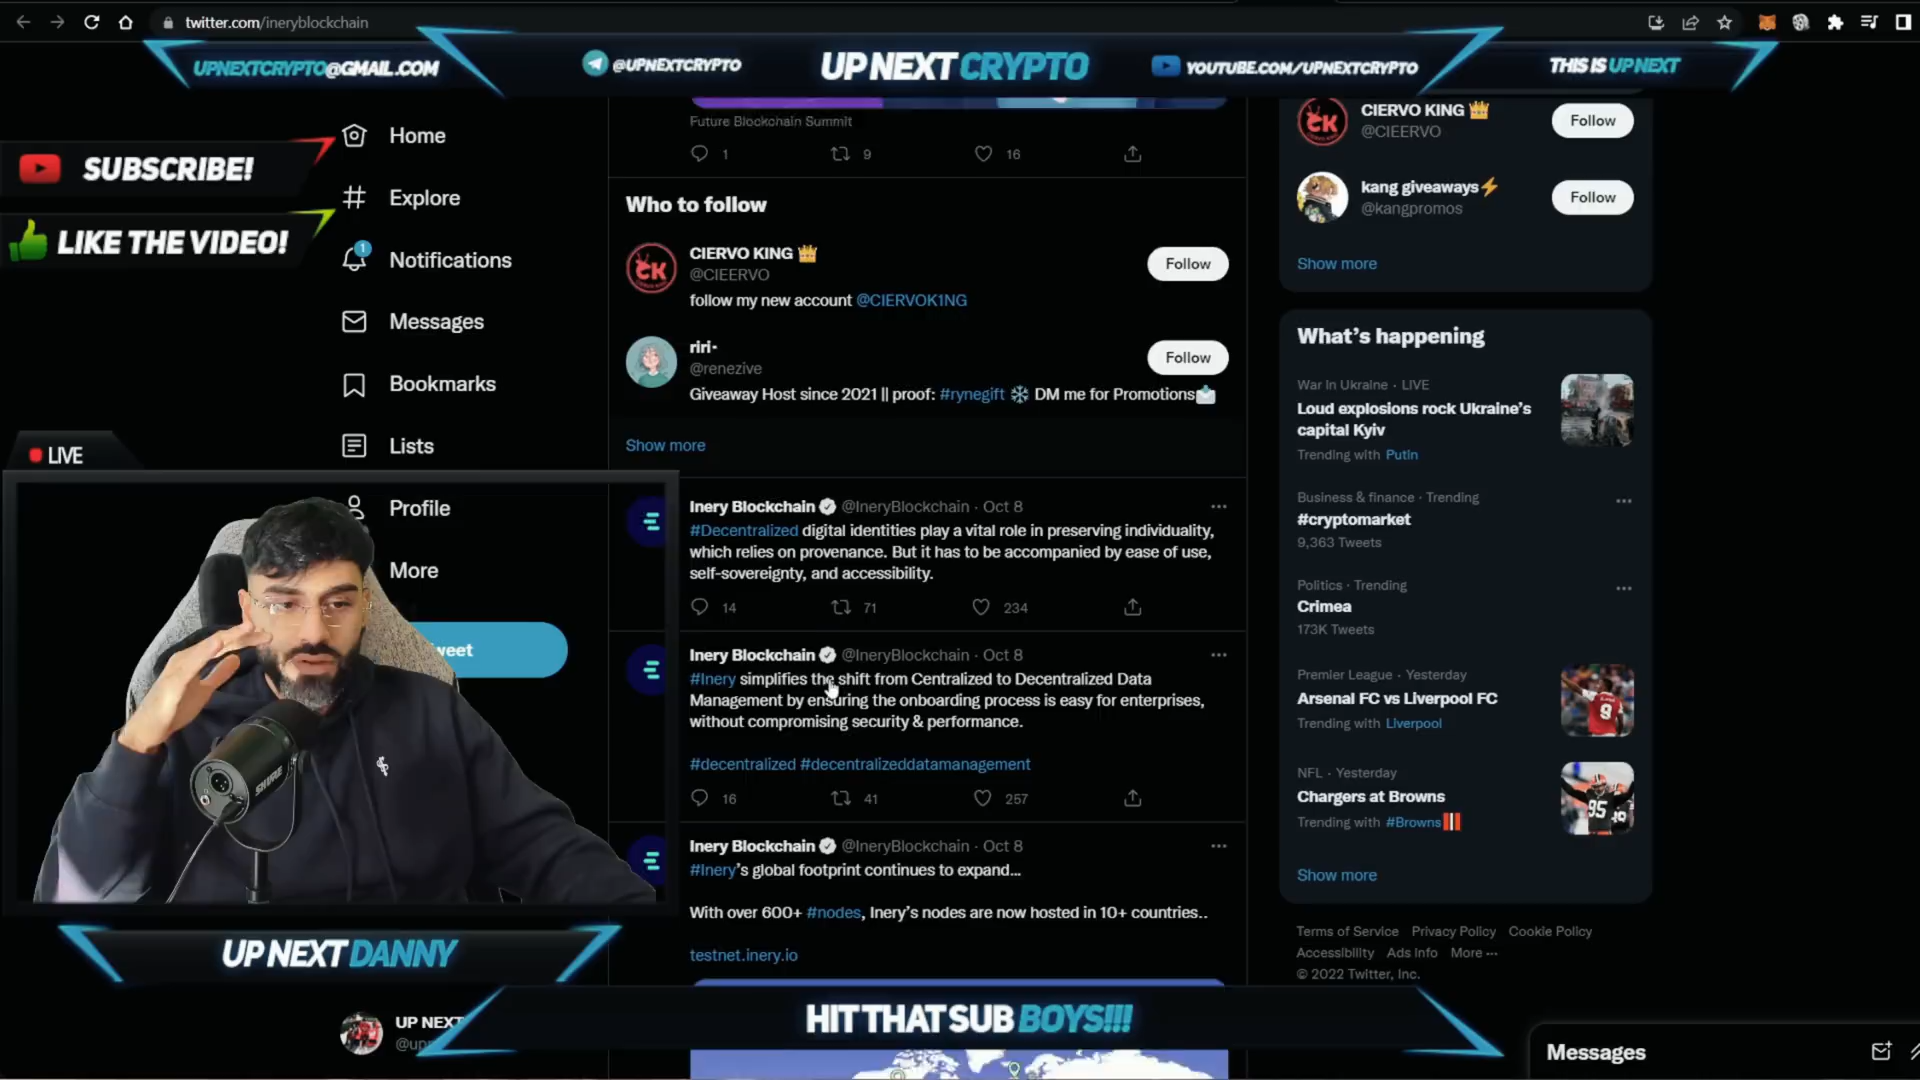 twitter.com/ineryblockchain
UPNEXTCRYPTO@GMAIL.COM
@UPNEXTCRYPTO
UP NEXT CRYPTO
YOUTUBE.COM/UPNEXTCRYPTO
THIS IS UP NEXT
SUBSCRIBE!
LIKE THE VIDEO!
Home
Explore
1
Notifications
Messages
Bookmarks
Lists
Profile
More
weet
LIVE
UP NEXT DANNY
UP NEXT
Future Blockchain Summit
1 9 16
Who to follow
CIERVO KING 👑
@CIEERVO
Follow
follow my new account @CIERVOK1NG
riri·
@renezive
Follow
Giveaway Host since 2021 || proof: #rynegift ❄️ DM me for Promotions📩
Show more
Inery Blockchain @IneryBlockchain · Oct 8
#Decentralized digital identities play a vital role in preserving individuality,
which relies on provenance. But it has to be accompanied by ease of use,
self-sovereignty, and accessibility.
14 71 234
Inery Blockchain @IneryBlockchain · Oct 8
#Inery simplifies the shift from Centralized to Decentralized Data
Management by ensuring the onboarding process is easy for enterprises,
without compromising security & performance.
#decentralized #decentralizeddatamanagement
16 41 257
Inery Blockchain @IneryBlockchain · Oct 8
#Inery's global footprint continues to expand...
With over 600+ #nodes, Inery's nodes are now hosted in 10+ countries..
testnet.inery.io
HIT THAT SUB BOYS!!!
CK
CIERVO KING 👑
@CIEERVO
Follow
kang giveaways⚡
@kangpromos
Follow
Show more
What's happening
War in Ukraine · LIVE
Loud explosions rock Ukraine's
capital Kyiv
Trending with Putin
Business & finance · Trending
#cryptomarket
9,363 Tweets
Politics · Trending
Crimea
173K Tweets
Premier League · Yesterday
Arsenal FC vs Liverpool FC
Trending with Liverpool
NFL · Yesterday
Chargers at Browns
Trending with #Browns
Show more
Terms of Service Privacy Policy Cookie Policy
Accessibility Ads info More ···
© 2022 Twitter, Inc.
Messages